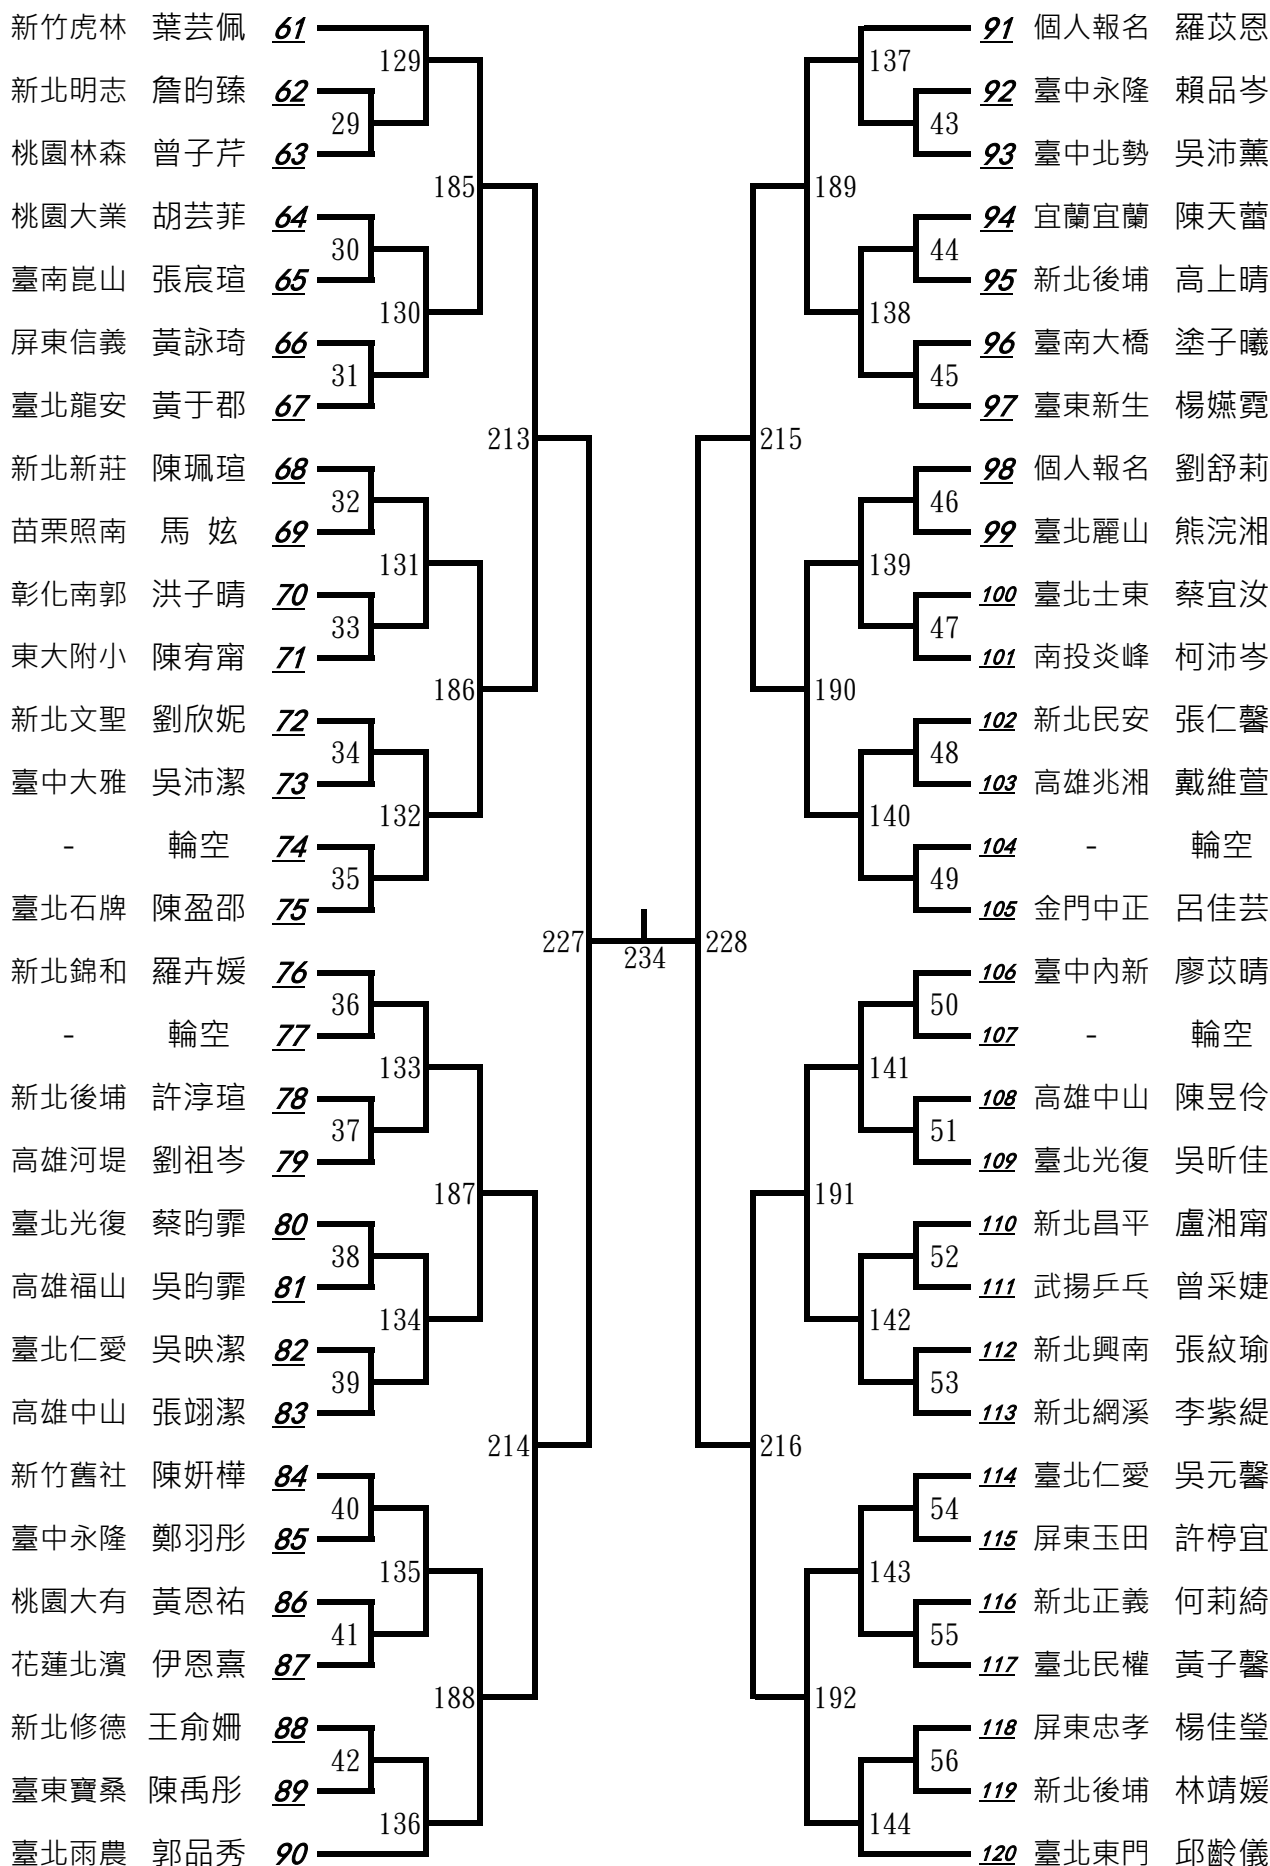 新竹虎林 葉芸佩 61
129
新北明志 詹昀臻 62
29
桃園林森 曾子芹 63
185
桃園大業 胡芸菲 64
30
臺南崑山 張宸瑄 65
130
屏東信義 黃詠琦 66
31
臺北龍安 黃于郡 67
213
新北新莊 陳珮瑄 68
32
苗栗照南 馬 妶 69
131
彰化南郭 洪子晴 70
33
東大附小 陳宥甯 71
186
新北文聖 劉欣妮 72
34
臺中大雅 吳沛潔 73
132
- 輪空 74
35
臺北石牌 陳盈邵 75
227
新北錦和 羅卉媛 76
36
- 輪空 77
133
新北後埔 許淳瑄 78
37
高雄河堤 劉祖岑 79
187
臺北光復 蔡昀霏 80
38
高雄福山 吳昀霏 81
134
臺北仁愛 吳映潔 82
39
高雄中山 張翊潔 83
214
新竹舊社 陳妍樺 84
40
臺中永隆 鄭羽彤 85
135
桃園大有 黃恩祐 86
41
花蓮北濱 伊恩熹 87
188
新北修德 王俞姍 88
42
臺東寶桑 陳禹彤 89
136
臺北雨農 郭品秀 90
234
91 個人報名 羅苡恩
137
92 臺中永隆 賴品岑
43
93 臺中北勢 吳沛薰
189
94 宜蘭宜蘭 陳天蕾
44
95 新北後埔 高上晴
138
96 臺南大橋 塗子曦
45
97 臺東新生 楊嬿霓
215
98 個人報名 劉舒莉
46
99 臺北麗山 熊浣湘
139
100 臺北士東 蔡宜汝
47
101 南投炎峰 柯沛岑
190
102 新北民安 張仁馨
48
103 高雄兆湘 戴維萱
140
104 - 輪空
49
105 金門中正 呂佳芸
228
106 臺中內新 廖苡晴
50
107 - 輪空
141
108 高雄中山 陳昱伶
51
109 臺北光復 吳昕佳
191
110 新北昌平 盧湘甯
52
111 武揚乒乓 曾采婕
142
112 新北興南 張紋瑜
53
113 新北網溪 李紫緹
216
114 臺北仁愛 吳元馨
54
115 屏東玉田 許楟宜
143
116 新北正義 何莉綺
55
117 臺北民權 黃子馨
192
118 屏東忠孝 楊佳瑩
56
119 新北後埔 林靖媛
144
120 臺北東門 邱齡儀